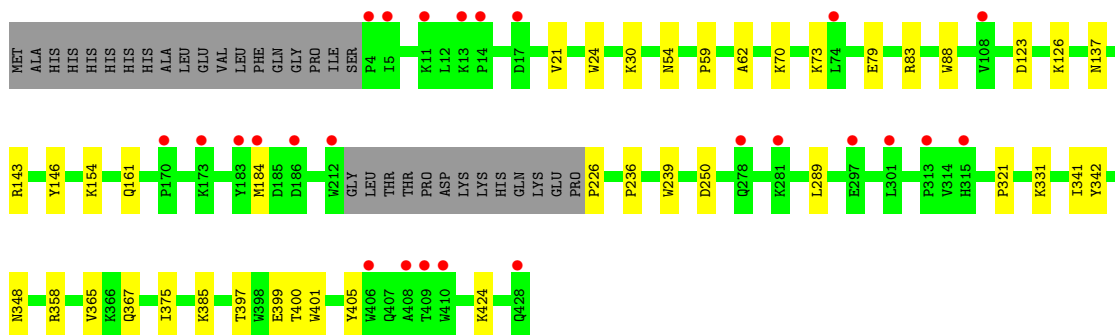 MET ALA HIS HIS HIS HIS HIS HIS ALA LEU GLU VAL LEU PHE GLN GLY PRO ILE SER P4 I5 K11 L12 K13 P14 D17 V21 W24 K30 N54 P59 A62 K70 K73 L74 E79 R83 W88 V108 D123 K126 N137
R143 Y146 K154 Q161 P170 K173 Y183 M184 D185 D186 W212 GLY LEU THR THR PRO ASP LYS LYS HIS GLN LYS GLU PRO P226 P236 W239 D250 Q278 K281 L289 E297 L301 P313 V314 H315 P321 K331 I341 Y342
N348 R358 V365 K366 Q367 I375 K385 T397 W398 E399 T400 W401 Y405 W406 Q407 A408 T409 W410 K424 Q428